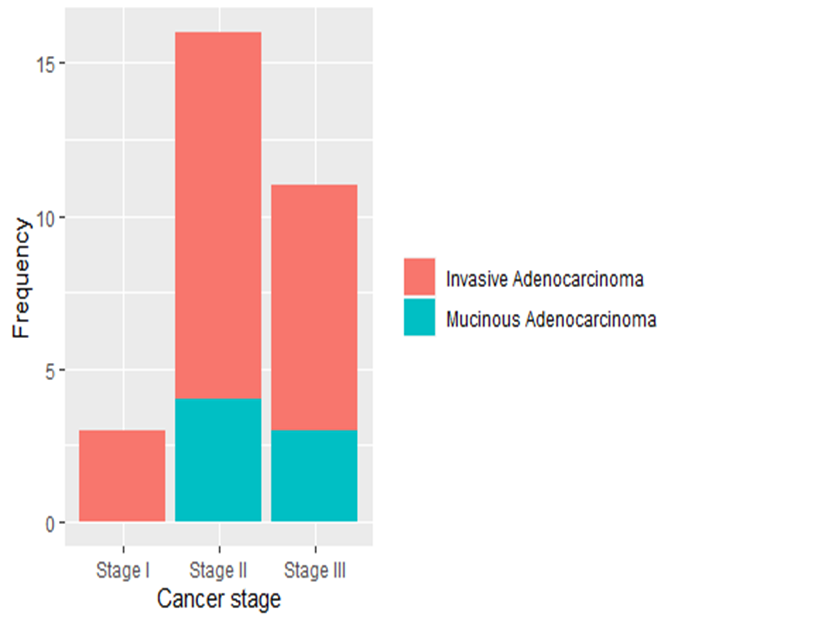 Frequency
15
10
5
0
Stage I Stage II Stage III
Cancer stage
Invasive Adenocarcinoma
Mucinous Adenocarcinoma